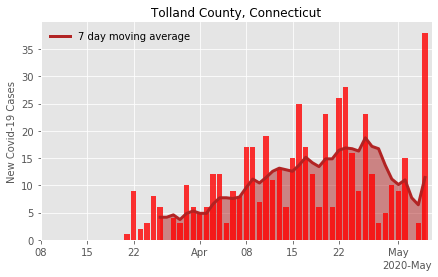 Tolland County, Connecticut
7 day moving average
New Covid-19 Cases
35
30
25
20
15
10
5
0
08 15 22 Apr 08 15 22 May
2020-May